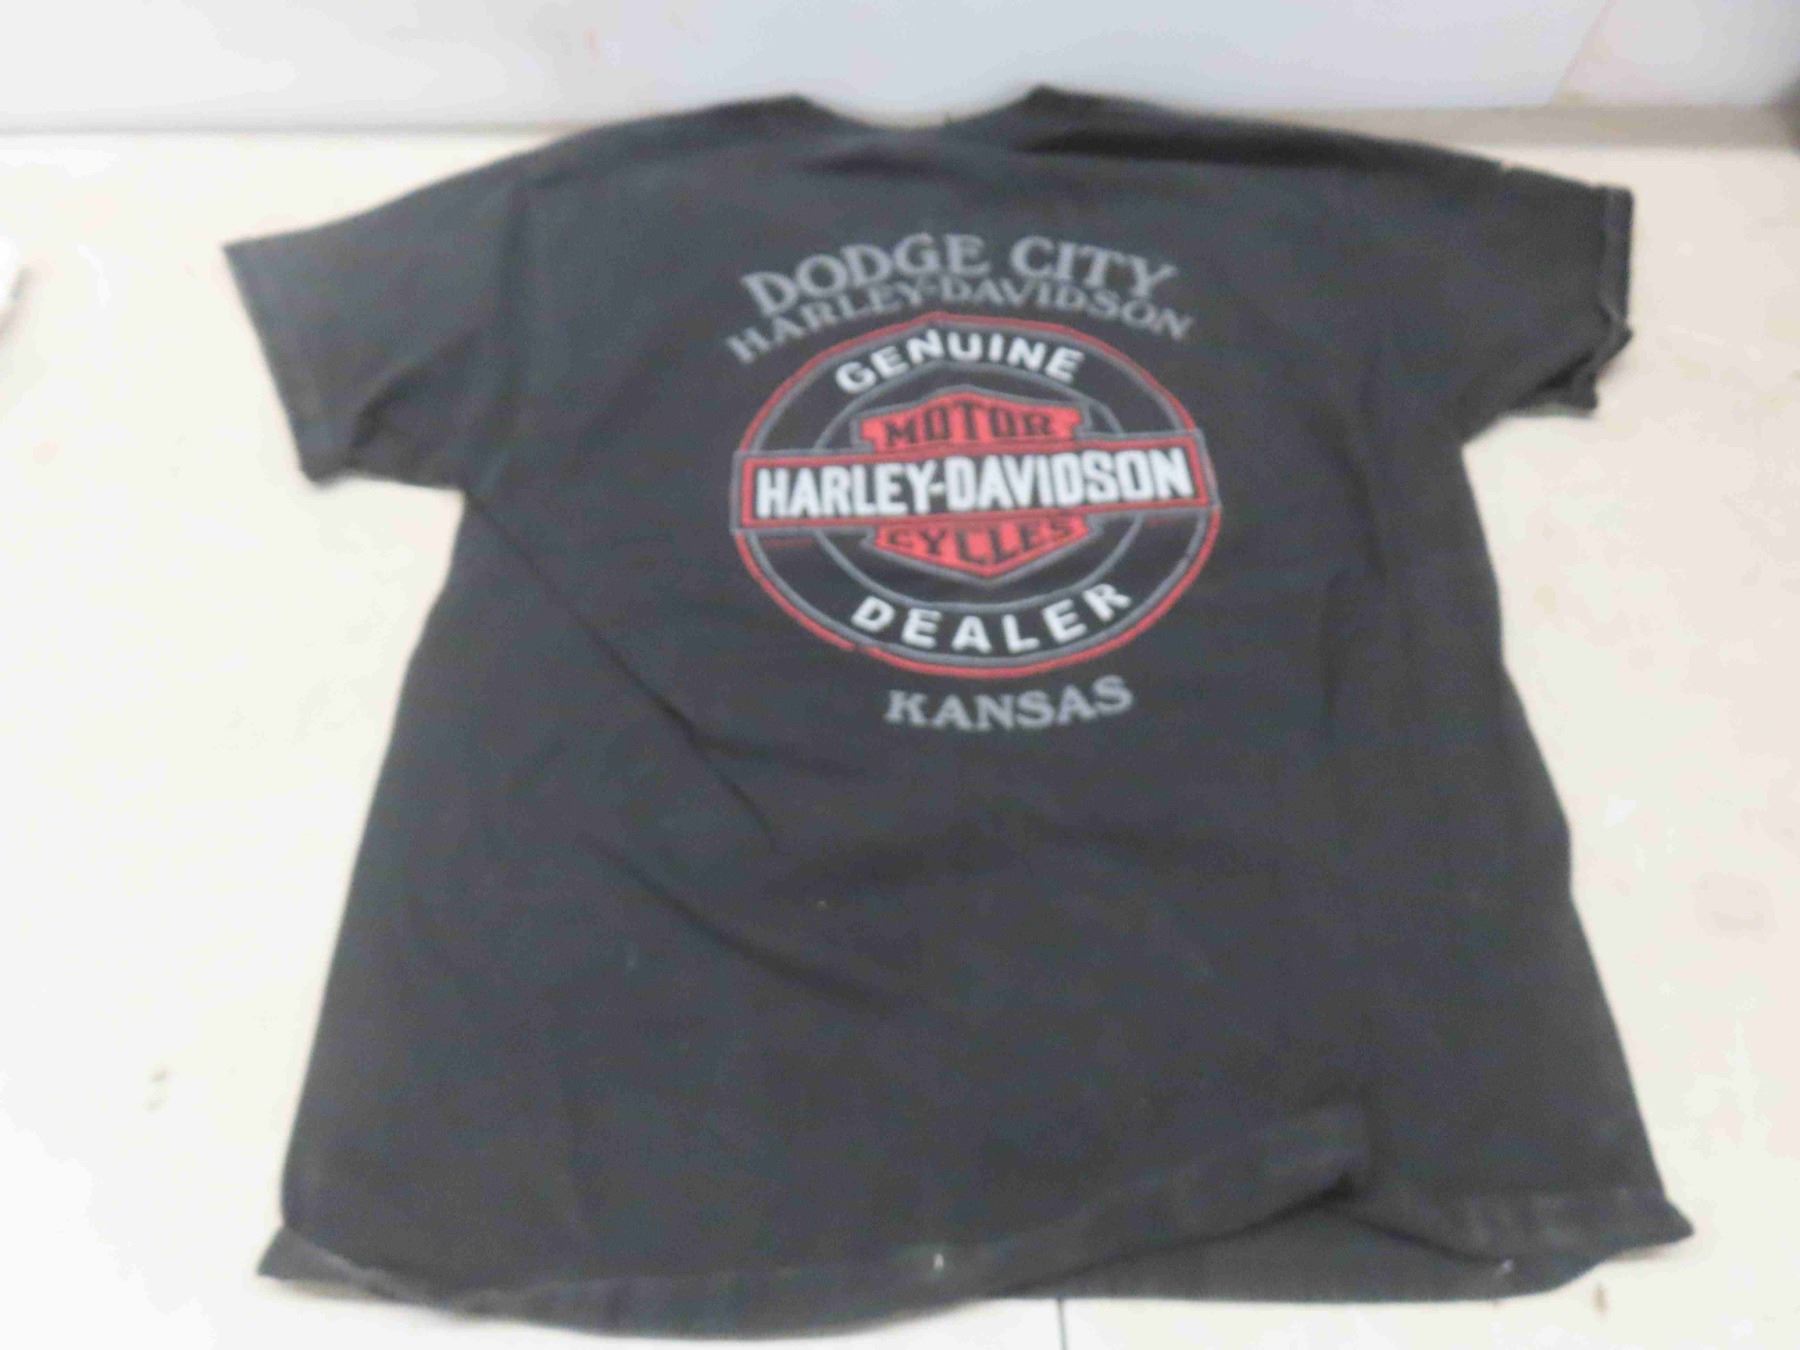 DODGE CITY
HARLEY-DAVIDSON
GENUINE
MOTOR
HARLEY-DAVIDSON
CYCLES
DEALER
KANSAS